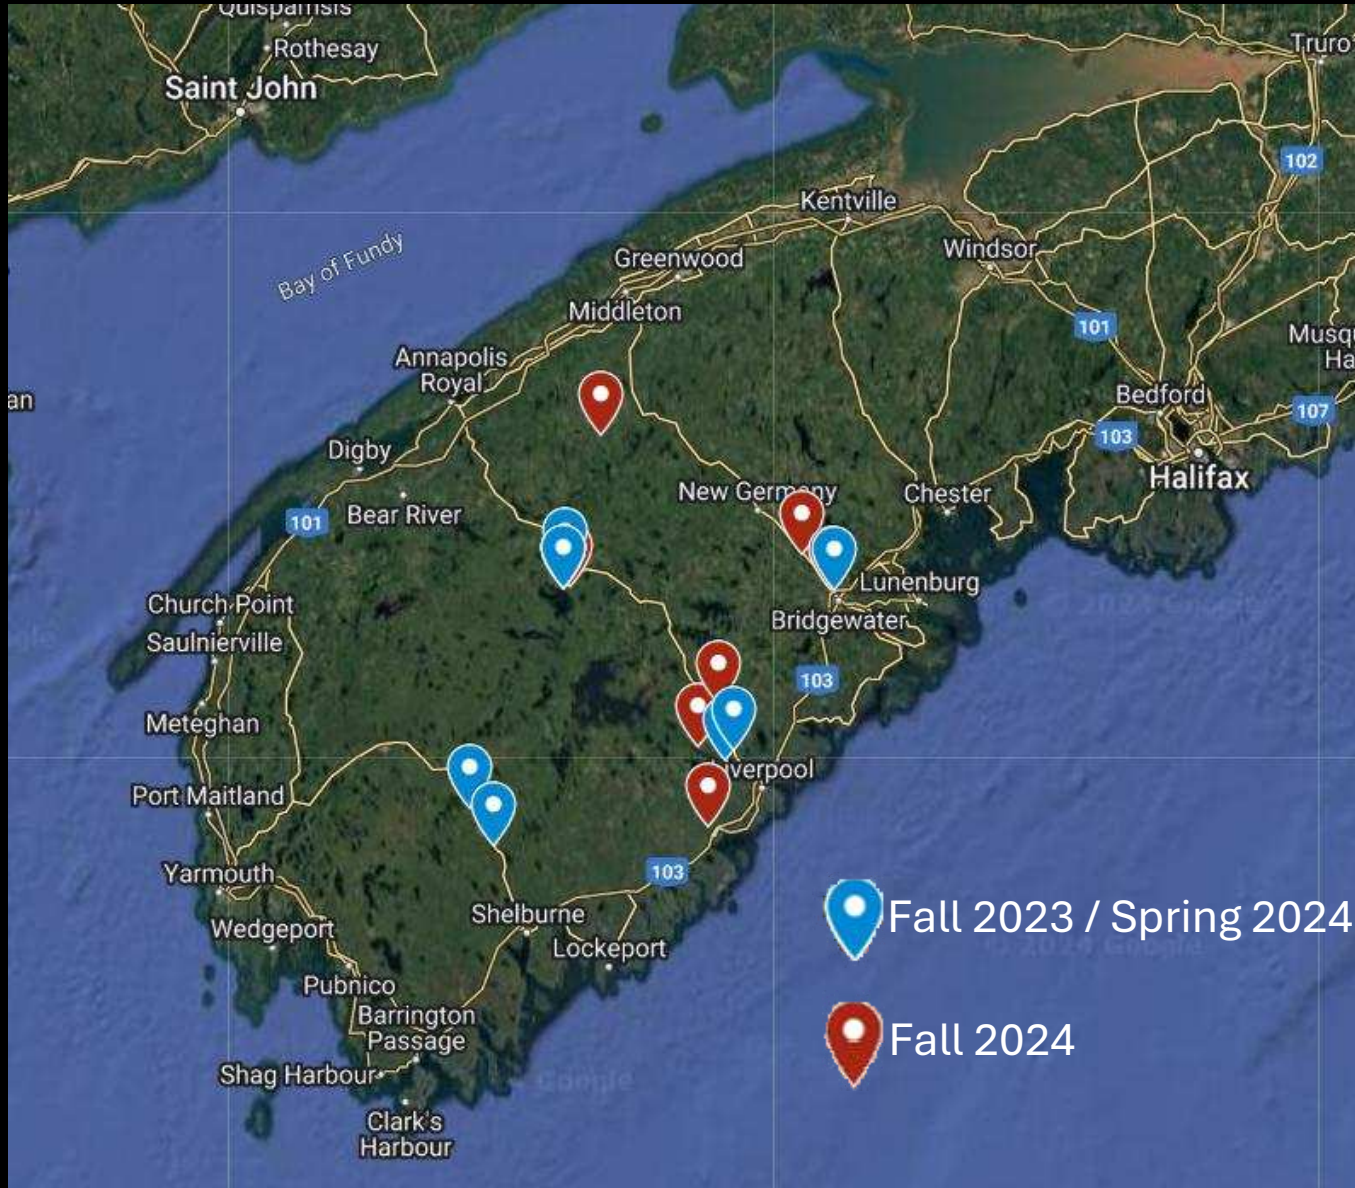 Quispamsis
Rothesay
Saint John
Truro
102
Kentville
Bay of Fundy
Greenwood
Windsor
Middleton
101
Musqu
Ha
Annapolis
Royal
an
Bedford
107
103
Digby
Halifax
New Germany
Chester
101
Bear River
Lunenburg
Church Point
Bridgewater
Saulnierville
103
Meteghan
Liverpool
Port Maitland
103
Yarmouth
Shelburne
Fall 2023 / Spring 2024
Wedgeport
Lockeport
Pubnico
Barrington
Passage
Fall 2024
Shag Harbour
Google
Clark's
Harbour